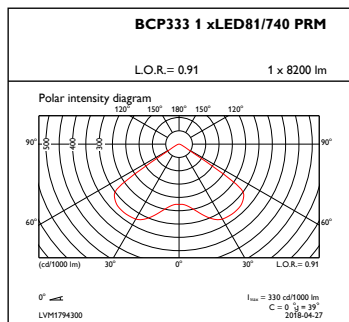 BCP333 1 xLED81/740 PRM
L.O.R.= 0.91 1 x 8200 lm
Polar intensity diagram
120° 150° 180° 150° 120°
90° 500 400 300 90°
60° 60°
(cd/1000 lm) 30° 0° 30° L.O.R.= 0.91
0° Imax = 330 cd/1000 lm
C = 0 °γ = 39°
LVM1794300 2018-04-27